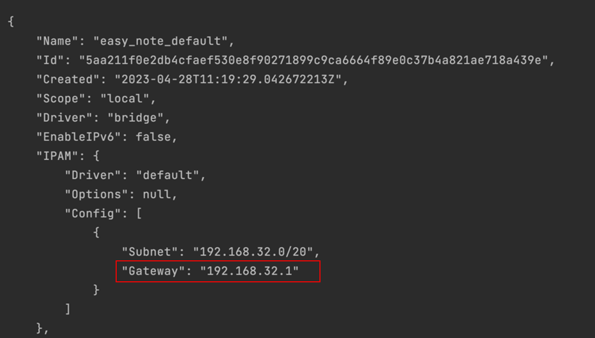 {
    "Name": "easy_note_default",
    "Id": "5aa211f0e2db4cfaef530e8f90271899c9ca6664f89e0c37b4a821ae718a439e",
    "Created": "2023-04-28T11:19:29.042672213Z",
    "Scope": "local",
    "Driver": "bridge",
    "EnableIPv6": false,
    "IPAM": {
        "Driver": "default",
        "Options": null,
        "Config": [
            {
                "Subnet": "192.168.32.0/20",
                "Gateway": "192.168.32.1"
            }
        ]
    },